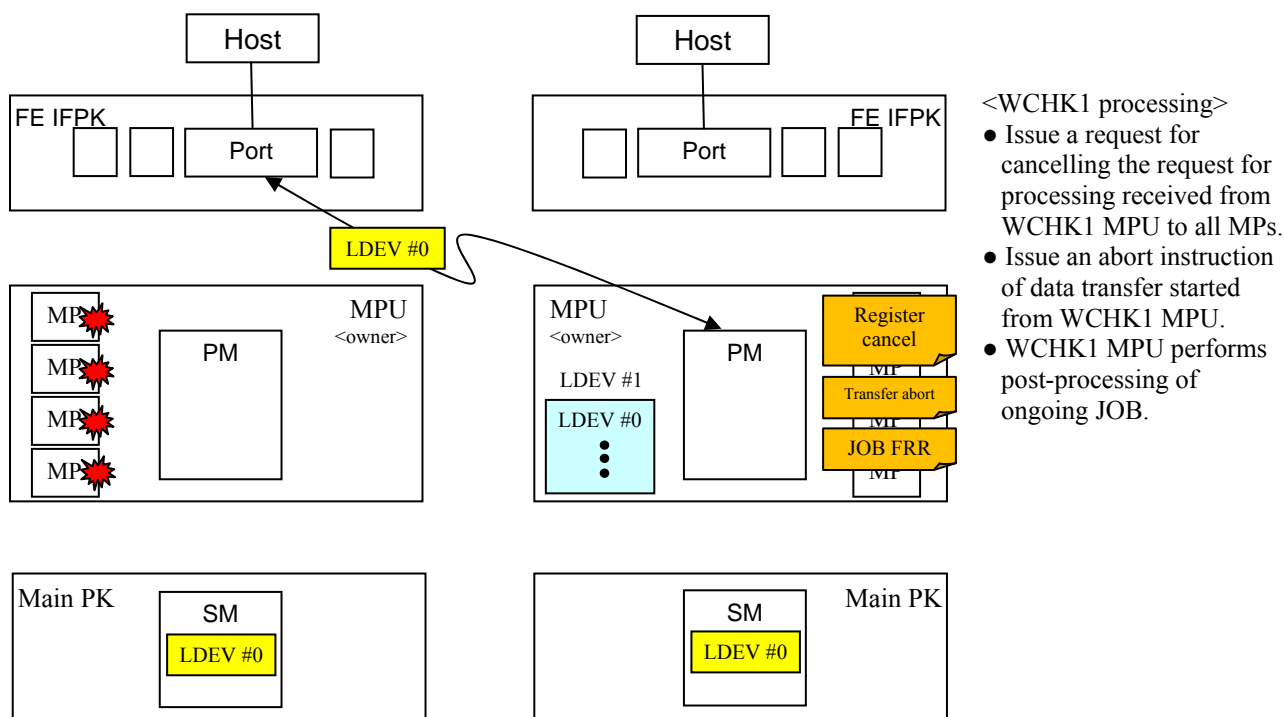 Host
Host
FE IFPK
Port
FE IFPK
Port
LDEV #0
MPU
<owner>
MP
MP
MP
MP
PM
MPU
<owner>
LDEV #1
LDEV #0
PM
Register
cancel
MP
Transfer abort
MP
JOB FRR
MP
Main PK
SM
LDEV #0
Main PK
SM
LDEV #0
<WCHK1 processing>
● Issue a request for
cancelling the request for
processing received from
WCHK1 MPU to all MPs.
● Issue an abort instruction
of data transfer started
from WCHK1 MPU.
● WCHK1 MPU performs
post-processing of
ongoing JOB.